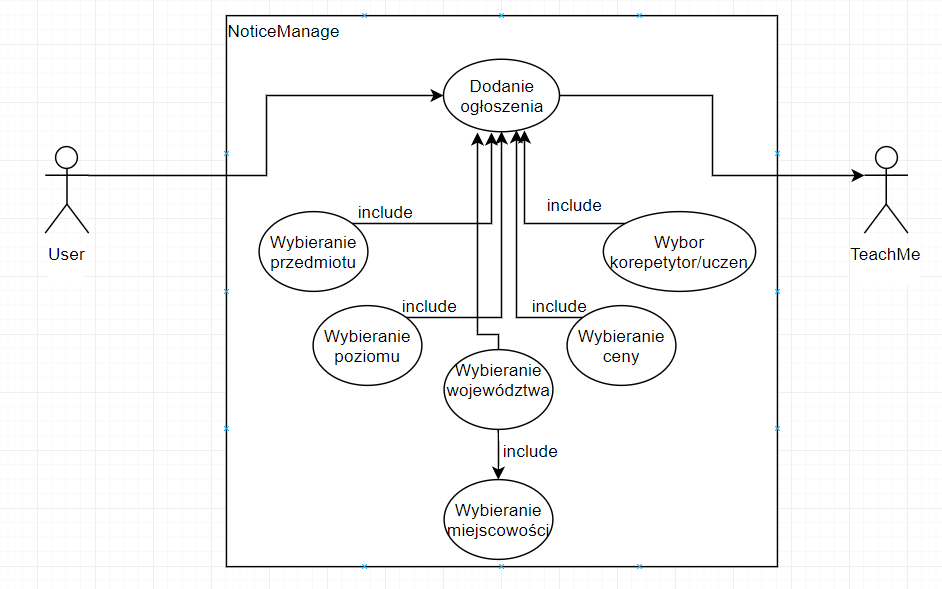 NoticeManage
Dodanie
ogłoszenia
User
TeachMe
include
include
Wybieranie
przedmiotu
Wybor
korepetytor/uczen
include
include
Wybieranie
poziomu
Wybieranie
ceny
Wybieranie
województwa
include
Wybieranie
miejscowości